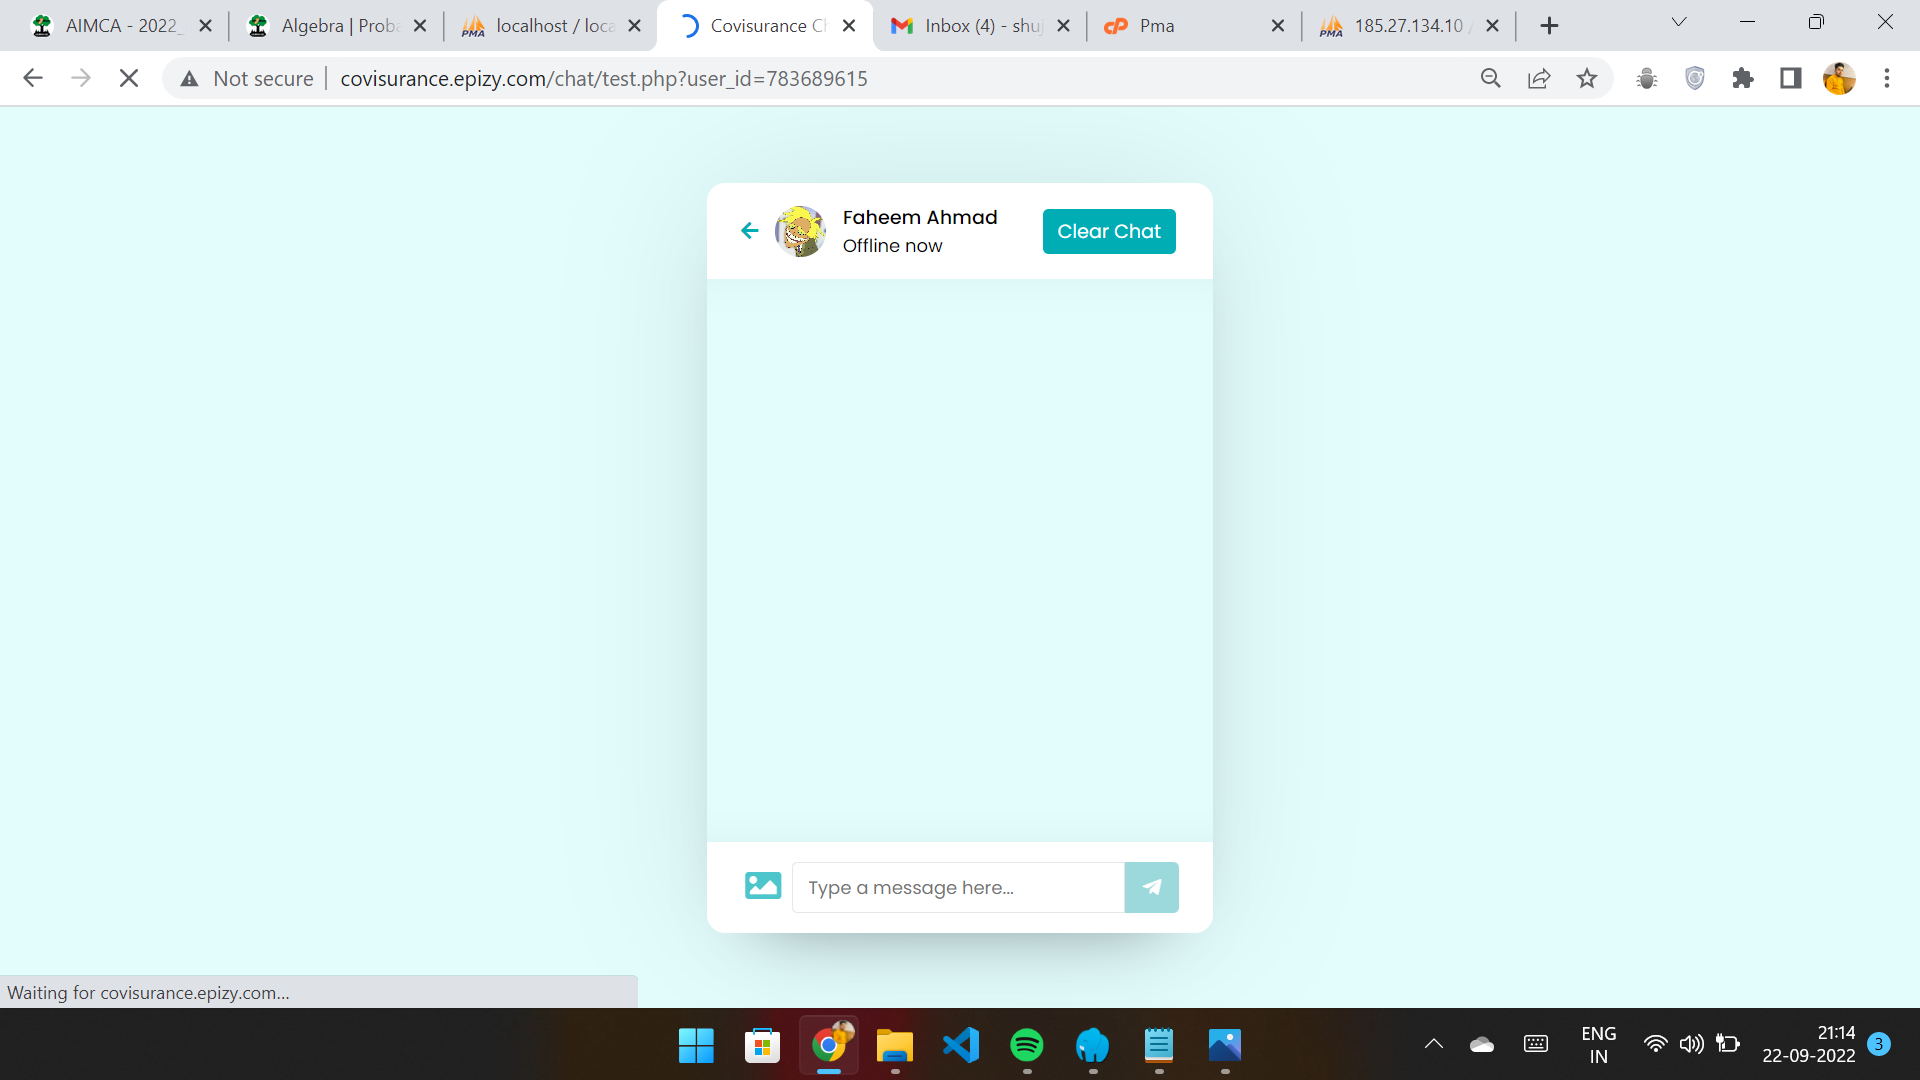 AIMCA - 2022_
Algebra | Proba
localhost / loca
Covisurance Ch
Inbox (4) - shuj
Pma
185.27.134.10 /
Not secure
covisurance.epizy.com/chat/test.php?user_id=783689615
Faheem Ahmad
Offline now
Clear Chat
Type a message here...
Waiting for covisurance.epizy.com...
ENG
IN
21:14
22-09-2022
3